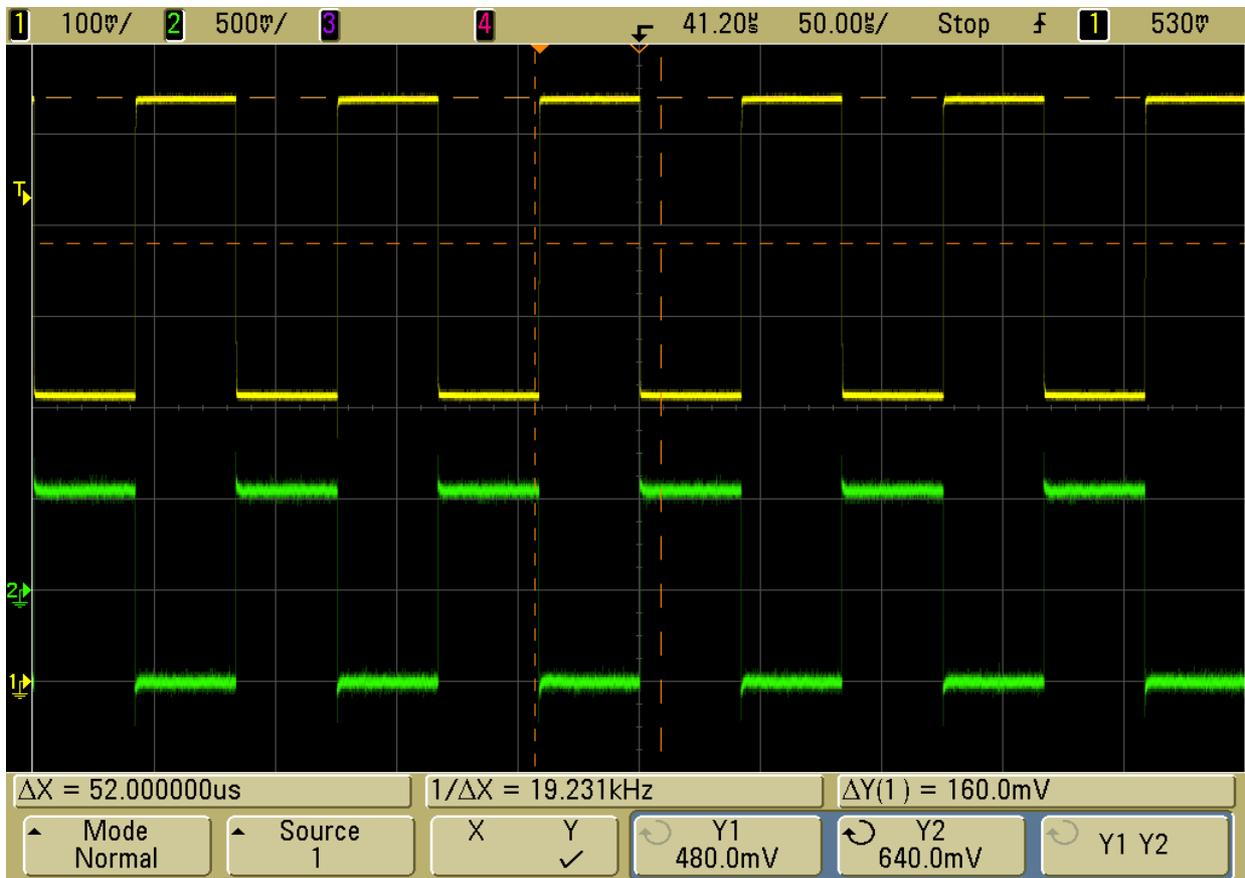 1 100mV/ 2 500mV/ 3 4 41.20us 50.00us/ Stop 1 530mV
T
2
1
ΔX = 52.000000us 1/ΔX = 19.231kHz ΔY(1) = 160.0mV
Mode Source X Y Y1 Y2 Y1 Y2
Normal 1 ✓ 480.0mV 640.0mV